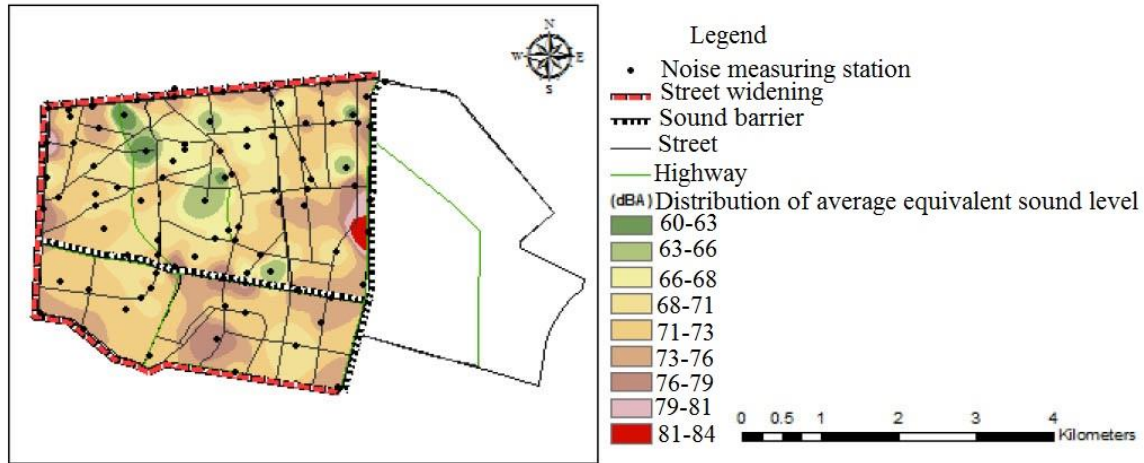 N
W E
S
Legend
Noise measuring station
Street widening
Sound barrier
Street
Highway
(dBA) Distribution of average equivalent sound level
60-63
63-66
66-68
68-71
71-73
73-76
76-79
79-81
81-84
0 0.5 1 2 3 4
Kilometers